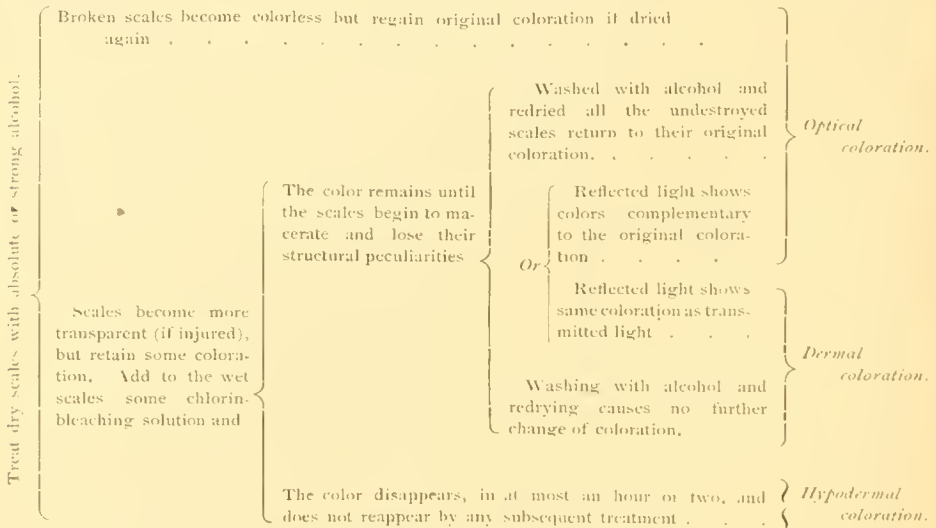 Treat dry scales with absolute or strong alcohol.
Broken scales become colorless but regain original coloration if dried
again . . . . . . . . . . . . . . .
Scales become more
transparent (if injured),
but retain some colora-
tion. Add to the wet
scales some chlorin-
bleaching solution and
The color remains until
the scales begin to ma-
cerate and lose their
structural peculiarities
Washed with alcohol and
redried all the undestroyed
scales return to their original
coloration. . . . . .
Or
Reflected light shows
colors complementary
to the original colora-
tion . . . .
Reflected light shows
same coloration as trans-
mitted light . . .
Washing with alcohol and
redrying causes no further
change of coloration.
The color disappears, in at most an hour or two, and
does not reappear by any subsequent treatment . . .
Optical
coloration.
Dermal
coloration.
Hypodermal
coloration.